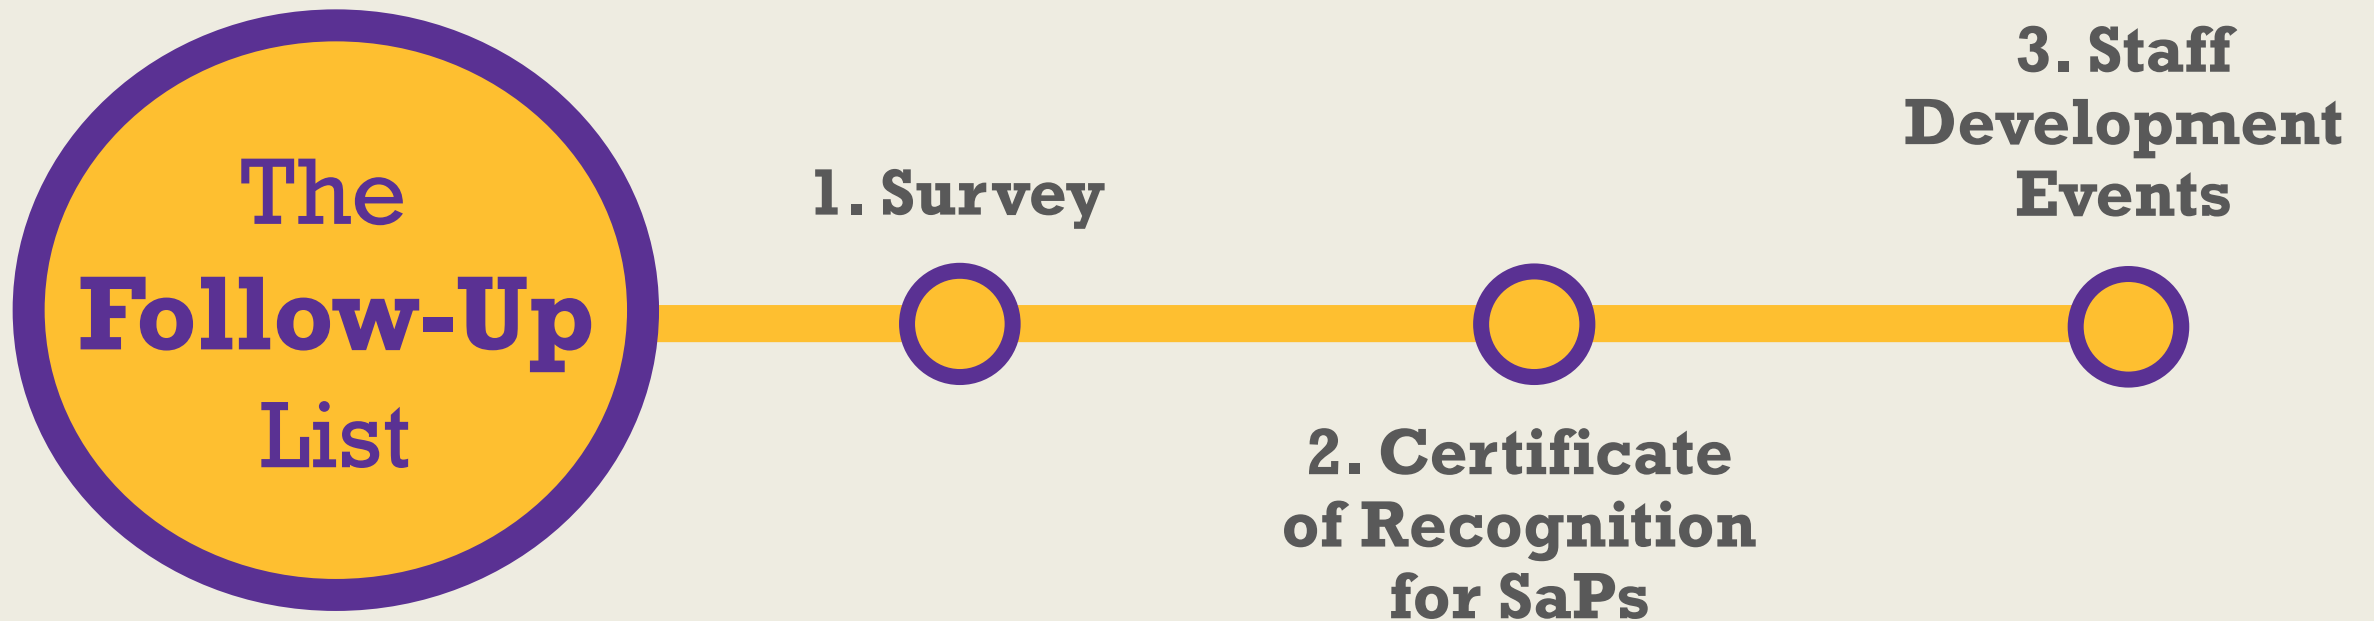 The
Follow-Up
List
1. Survey
2. Certificate
of Recognition
for SaPs
3. Staff
Development
Events